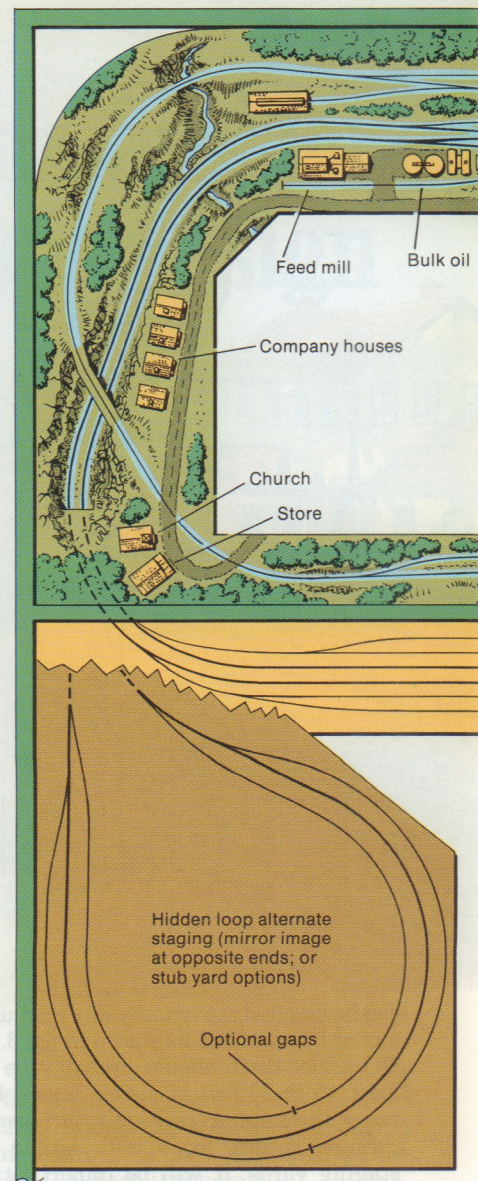 Feed mill
Bulk oil
Company houses
Church
Store
Hidden loop alternate
staging (mirror image
at opposite ends; or
stub yard options)
Optional gaps